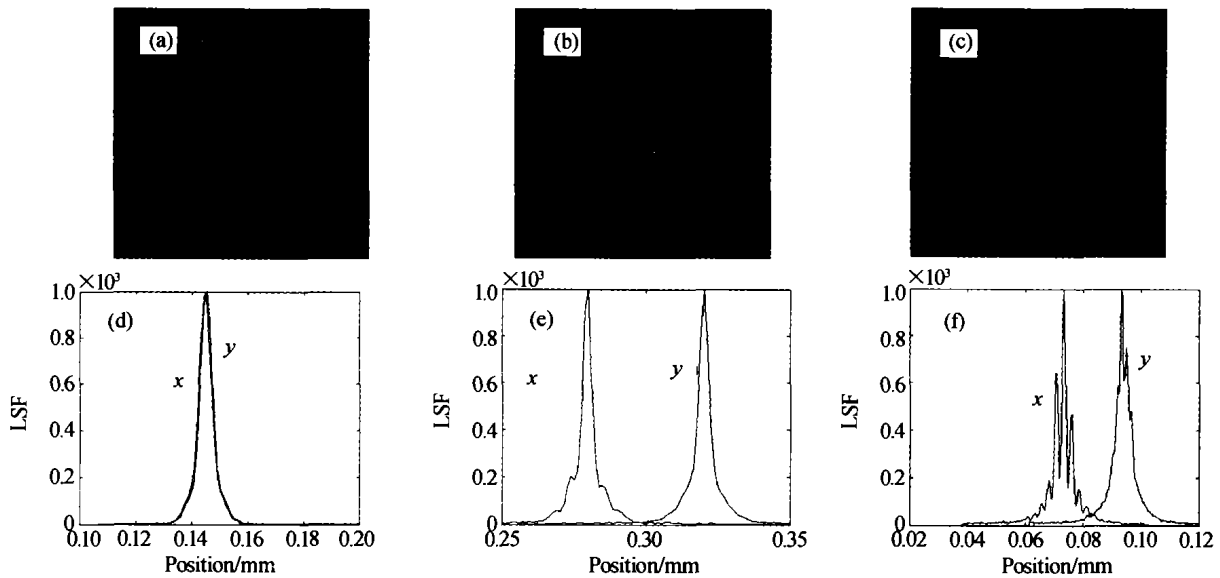 (a)
(b)
(c)
×10³
1.0
0.8
0.6
0.4
0.2
0
(d)
x
y
LSF
0.10 0.12 0.14 0.16 0.18 0.20
Position/mm
×10³
1.0
0.8
0.6
0.4
0.2
0
(e)
x
y
LSF
0.25 0.30 0.35
Position/mm
×10³
1.0
0.8
0.6
0.4
0.2
0
(f)
x
y
LSF
0.02 0.04 0.06 0.08 0.10 0.12
Position/mm